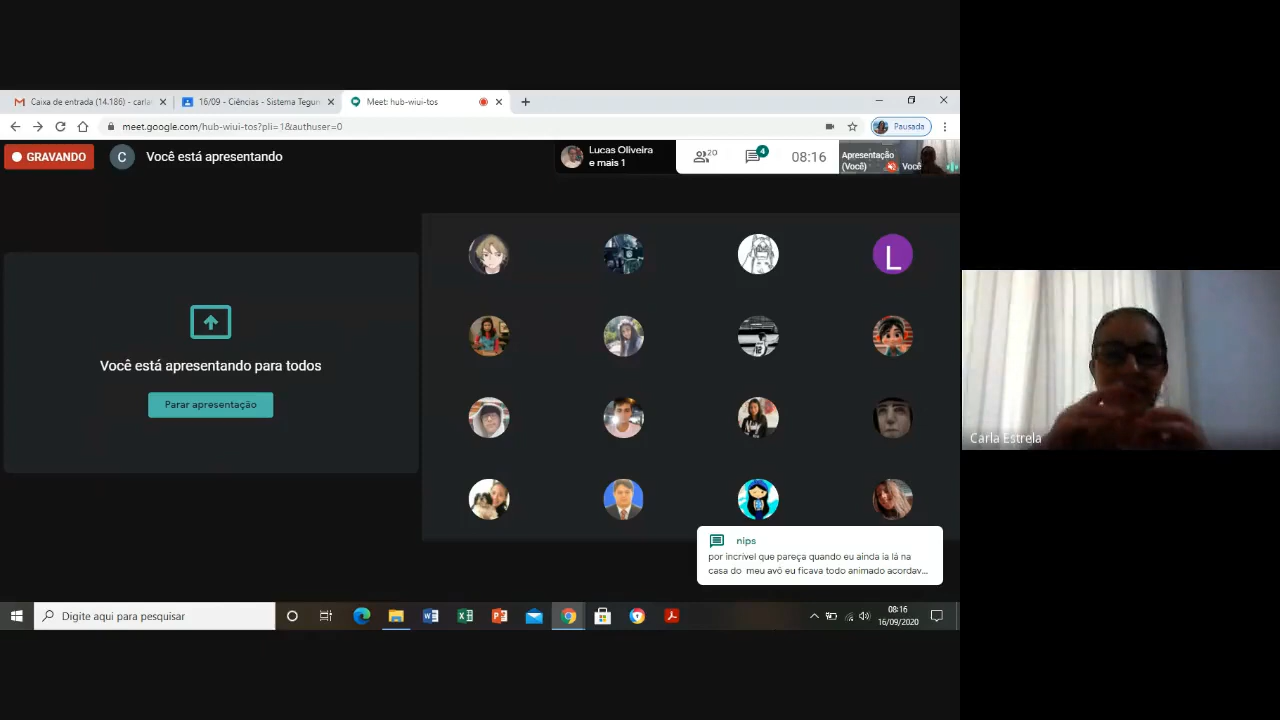 Caixa de entrada (14.186) - carla
16/09 - Ciências - Sistema Tegum
Meet: hub-wiui-tos
meet.google.com/hub-wiui-tos?pli=1&authuser=0
Pausada
GRAVANDO
C
Você está apresentando
Lucas Oliveira
e mais 1
20
4
08:16
Apresentação
(Você)
Você
L
Você está apresentando para todos
Parar apresentação
Carla Estrela
nips
por incrível que pareça quando eu ainda ia lá na
casa do meu avô eu ficava todo animado acordav...
Digite aqui para pesquisar
08:16
16/09/2020